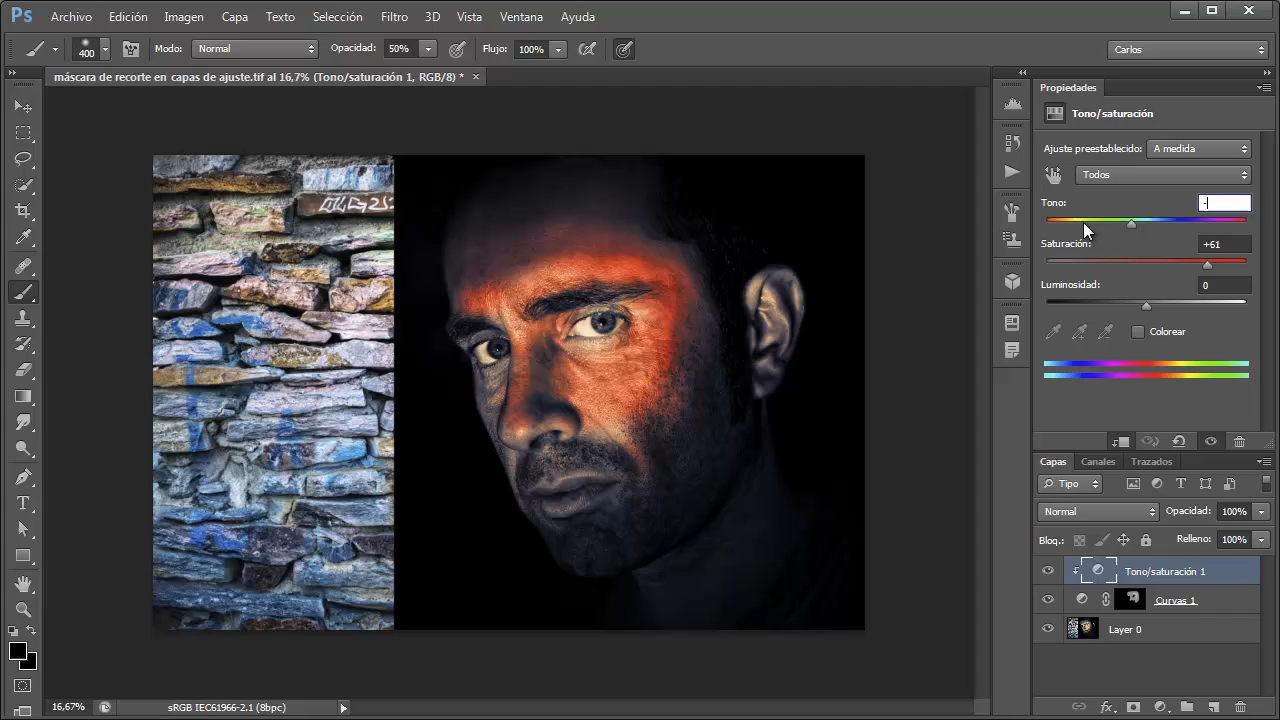 Ps Archivo Edición Imagen Capa Texto Selección Filtro 3D Vista Ventana Ayuda
400 Modo: Normal Opacidad: 50% Flujo: 100% Carlos
máscara de recorte en capas de ajuste.tif al 16,7% (Tono/saturación 1, RGB/8) *
Propiedades
Tono/saturación
Ajuste preestablecido: A medida
Todos
Tono: -
Saturación: +61
Luminosidad: 0
Colorear
Capas Canales Trazados
Tipo
Normal Opacidad: 100%
Bloq.: Relleno: 100%
Tono/saturación 1
Curvas 1
Layer 0
16,67% sRGB IEC61966-2.1 (8bpc)